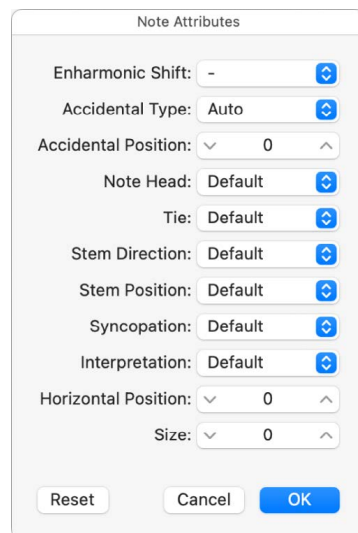 Note Attributes
Enharmonic Shift: -
Accidental Type: Auto
Accidental Position: 0
Note Head: Default
Tie: Default
Stem Direction: Default
Stem Position: Default
Syncopation: Default
Interpretation: Default
Horizontal Position: 0
Size: 0
Reset Cancel OK